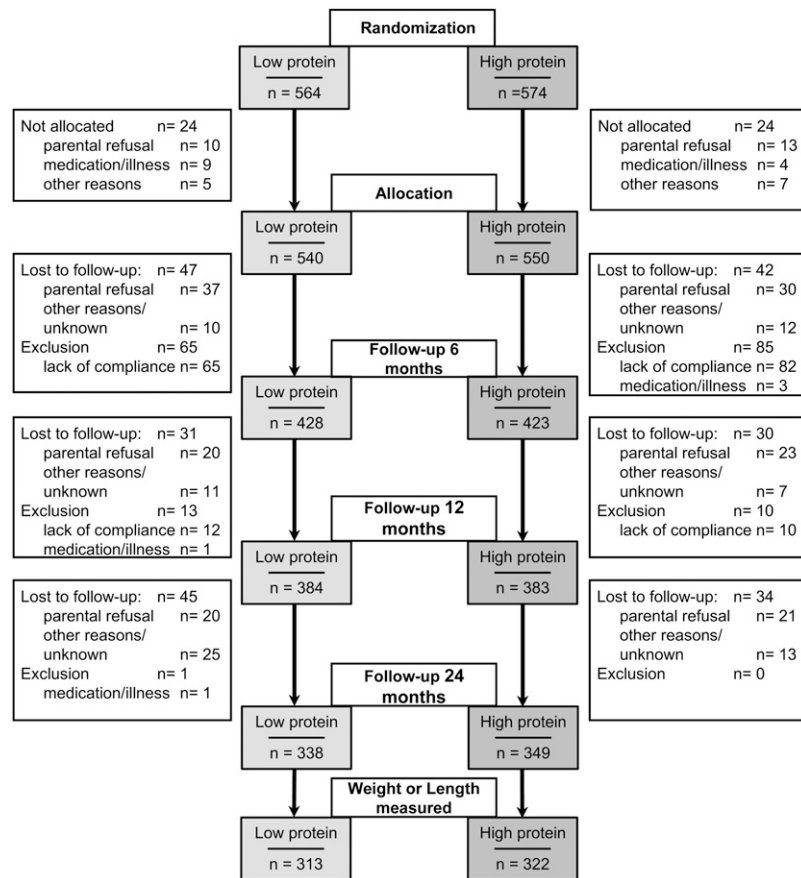 Randomization
Low protein
n = 564
High protein
n =574
Not allocated n= 24
parental refusal n= 10
medication/illness n= 9
other reasons n= 5
Not allocated n= 24
parental refusal n= 13
medication/illness n= 4
other reasons n= 7
Allocation
Low protein
n = 540
High protein
n = 550
Lost to follow-up: n= 47
parental refusal n= 37
other reasons/
unknown n= 10
Exclusion n= 65
lack of compliance n= 65
Lost to follow-up: n= 42
parental refusal n= 30
other reasons/
unknown n= 12
Exclusion n= 85
lack of compliance n= 82
medication/illness n= 3
Follow-up 6
months
Low protein
n = 428
High protein
n = 423
Lost to follow-up: n= 31
parental refusal n= 20
other reasons/
unknown n= 11
Exclusion n= 13
lack of compliance n= 12
medication/illness n= 1
Lost to follow-up: n= 30
parental refusal n= 23
other reasons/
unknown n= 7
Exclusion n= 10
lack of compliance n= 10
Follow-up 12
months
Low protein
n = 384
High protein
n = 383
Lost to follow-up: n= 45
parental refusal n= 20
other reasons/
unknown n= 25
Exclusion n= 1
medication/illness n= 1
Lost to follow-up: n= 34
parental refusal n= 21
other reasons/
unknown n= 13
Exclusion n= 0
Follow-up 24
months
Low protein
n = 338
High protein
n = 349
Weight or Length
measured
Low protein
n = 313
High protein
n = 322